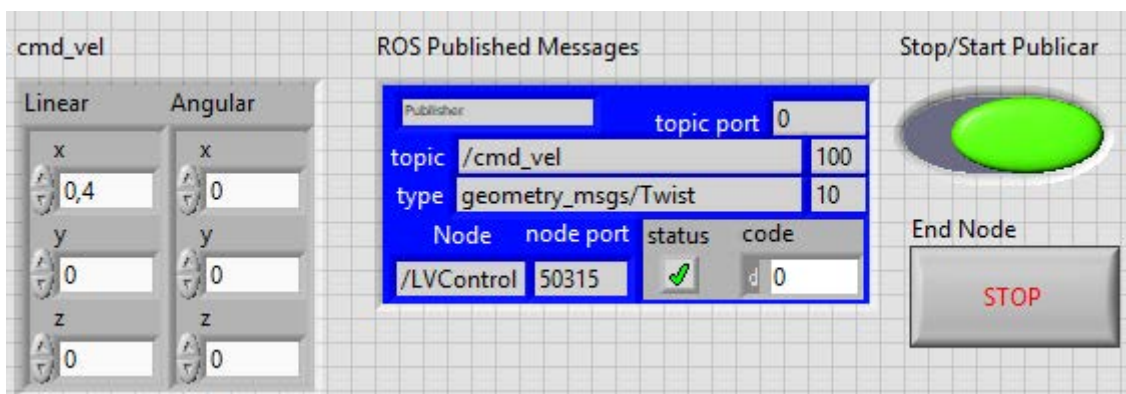 cmd_vel
Linear Angular
x x
0,4 0
y y
0 0
z z
0 0
ROS Published Messages
Publisher
topic port 0
topic /cmd_vel 100
type geometry_msgs/Twist 10
Node node port status code
/LVControl 50315 d 0
Stop/Start Publicar
End Node
STOP